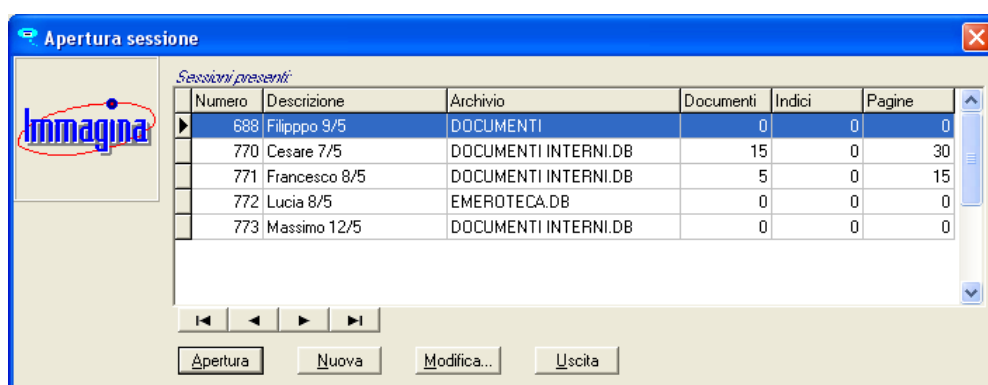 Apertura sessione
Immagina
Sessioni presenti:
Numero Descrizione Archivio Documenti Indici Pagine
688 Filipppo 9/5 DOCUMENTI 0 0 0
770 Cesare 7/5 DOCUMENTI INTERNI.DB 15 0 30
771 Francesco 8/5 DOCUMENTI INTERNI.DB 5 0 15
772 Lucia 8/5 EMEROTECA.DB 0 0 0
773 Massimo 12/5 DOCUMENTI INTERNI.DB 0 0 0
Apertura Nuova Modifica... Uscita